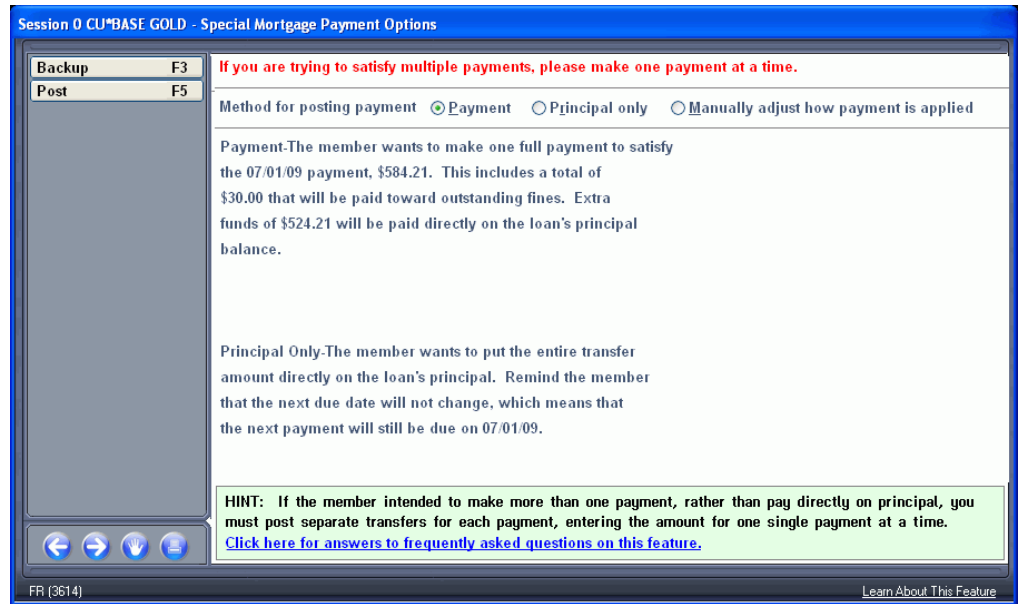 Session 0 CU*BASE GOLD - Special Mortgage Payment Options
Backup F3
Post F5
If you are trying to satisfy multiple payments, please make one payment at a time.
Method for posting payment Payment Principal only Manually adjust how payment is applied
Payment-The member wants to make one full payment to satisfy
the 07/01/09 payment, $584.21. This includes a total of
$30.00 that will be paid toward outstanding fines. Extra
funds of $524.21 will be paid directly on the loan's principal
balance.
Principal Only-The member wants to put the entire transfer
amount directly on the loan's principal. Remind the member
that the next due date will not change, which means that
the next payment will still be due on 07/01/09.
HINT: If the member intended to make more than one payment, rather than pay directly on principal, you
must post separate transfers for each payment, entering the amount for one single payment at a time.
Click here for answers to frequently asked questions on this feature.
FR (3614)
Learn About This Feature